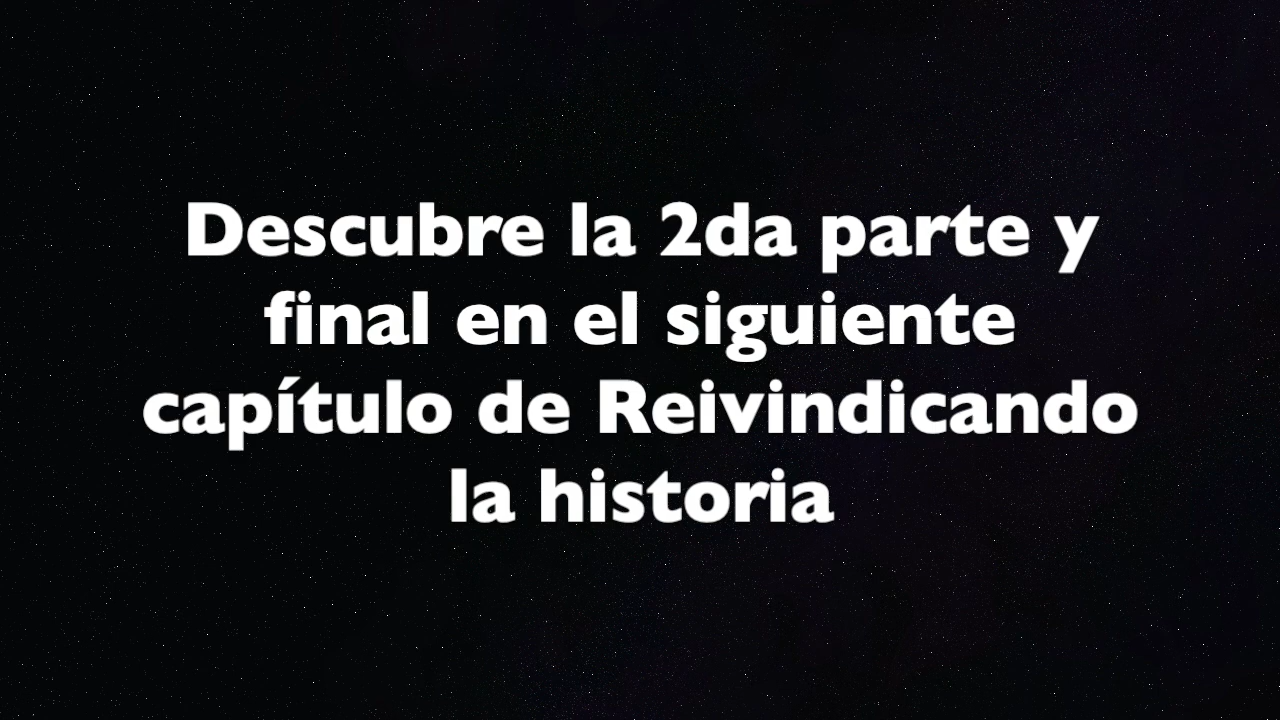 Descubre la 2da parte y
final en el siguiente
capítulo de Reivindicando
la historia